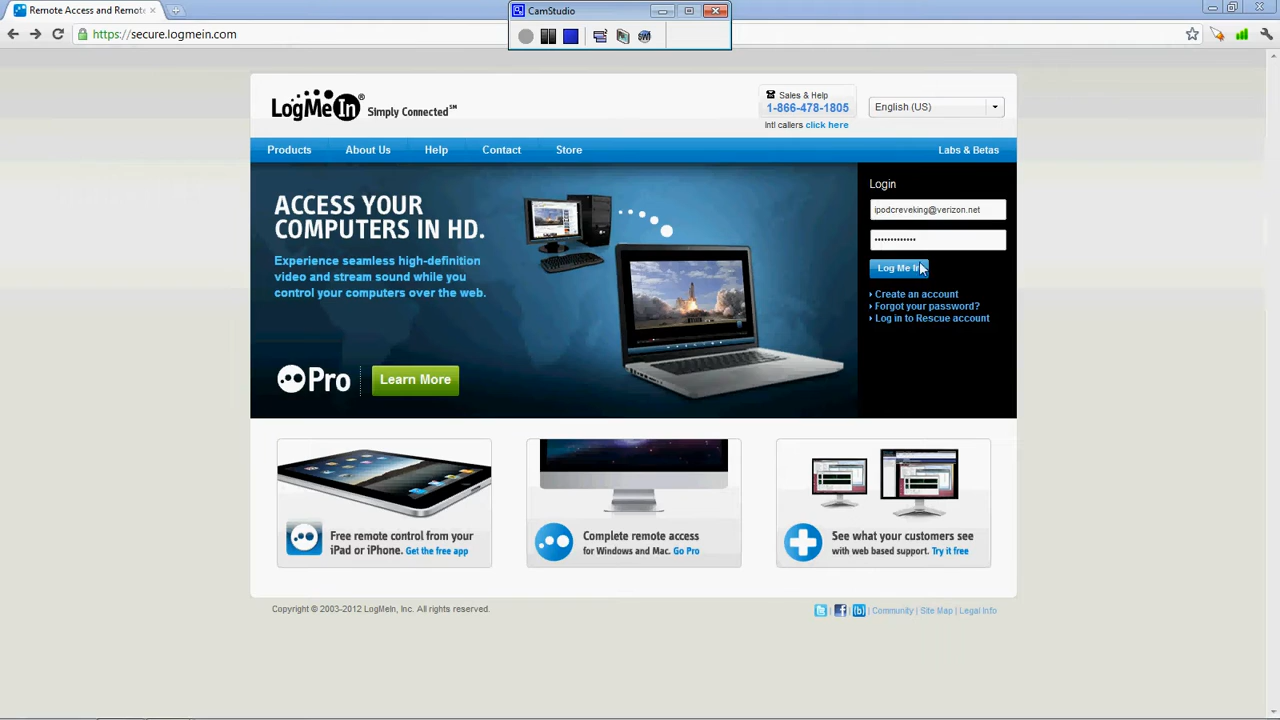 Remote Access and Remote
CamStudio
https://secure.logmein.com
LogMeIn® Simply Connected℠
Sales & Help
1-866-478-1805
Intl callers click here
English (US)
Products About Us Help Contact Store Labs & Betas
ACCESS YOUR
COMPUTERS IN HD.
Experience seamless high-definition
video and stream sound while you
control your computers over the web.
Pro Learn More
Login
ipodcreveking@verizon.net
•••••••••••••
Log Me In
Create an account
Forgot your password?
Log in to Rescue account
Free remote control from your
iPad or iPhone. Get the free app
Complete remote access
for Windows and Mac. Go Pro
See what your customers see
with web based support. Try it free
Copyright © 2003-2012 LogMeIn, Inc. All rights reserved.
| | (b) | Community | Site Map | Legal Info